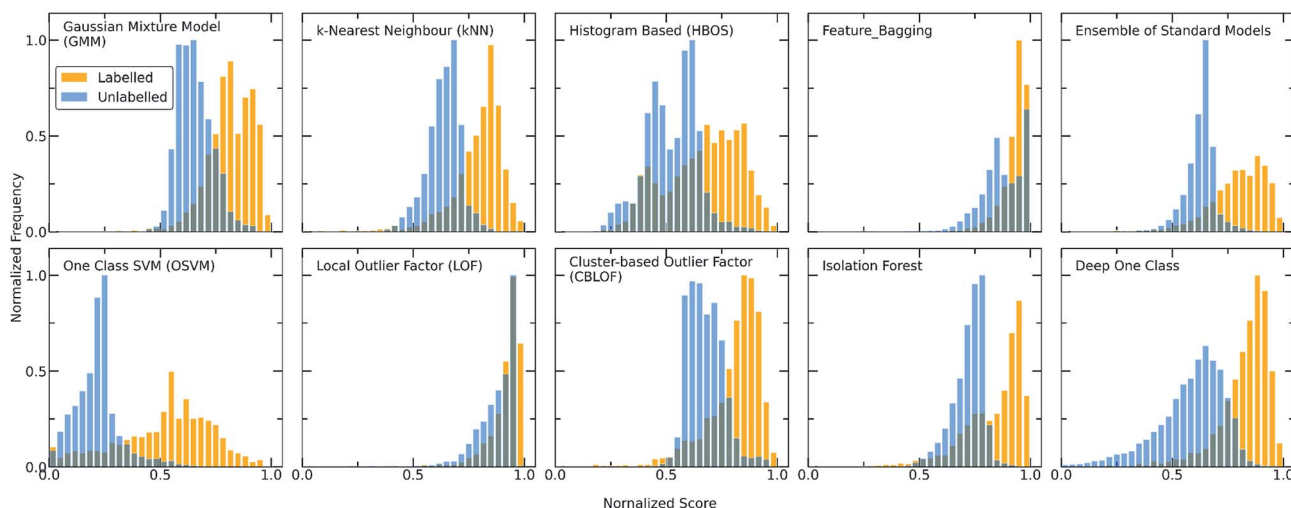 Gaussian Mixture Model
(GMM)
k-Nearest Neighbour (kNN)
Histogram Based (HBOS)
Feature_Bagging
Ensemble of Standard Models
Labelled
Unlabelled
1.0
0.5
0.0
Normalized Frequency
One Class SVM (OSVM)
Local Outlier Factor (LOF)
Cluster-based Outlier Factor
(CBLOF)
Isolation Forest
Deep One Class
1.0
0.5
0.0
0.5 1.0 0.5 1.0 0.5 1.0 0.5 1.0 0.5 1.0
Nornalized Score